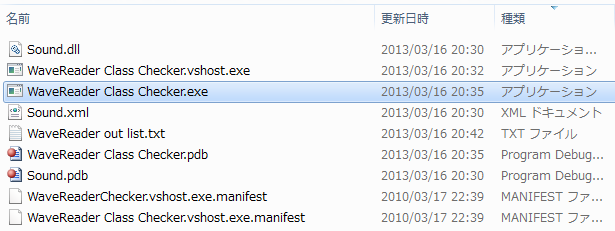 名前 更新日時 種類
Sound.dll 2013/03/16 20:30 アプリケーショ...
WaveReader Class Checker.vshost.exe 2013/03/16 20:32 アプリケーション
WaveReader Class Checker.exe 2013/03/16 20:35 アプリケーション
Sound.xml 2013/03/16 20:30 XML ドキュメント
WaveReader out list.txt 2013/03/16 20:42 TXT ファイル
WaveReader Class Checker.pdb 2013/03/16 20:35 Program Debug...
Sound.pdb 2013/03/16 20:30 Program Debug...
WaveReaderChecker.vshost.exe.manifest 2010/03/17 22:39 MANIFEST ファ...
WaveReader Class Checker.vshost.exe.manifest 2010/03/17 22:39 MANIFEST ファ...